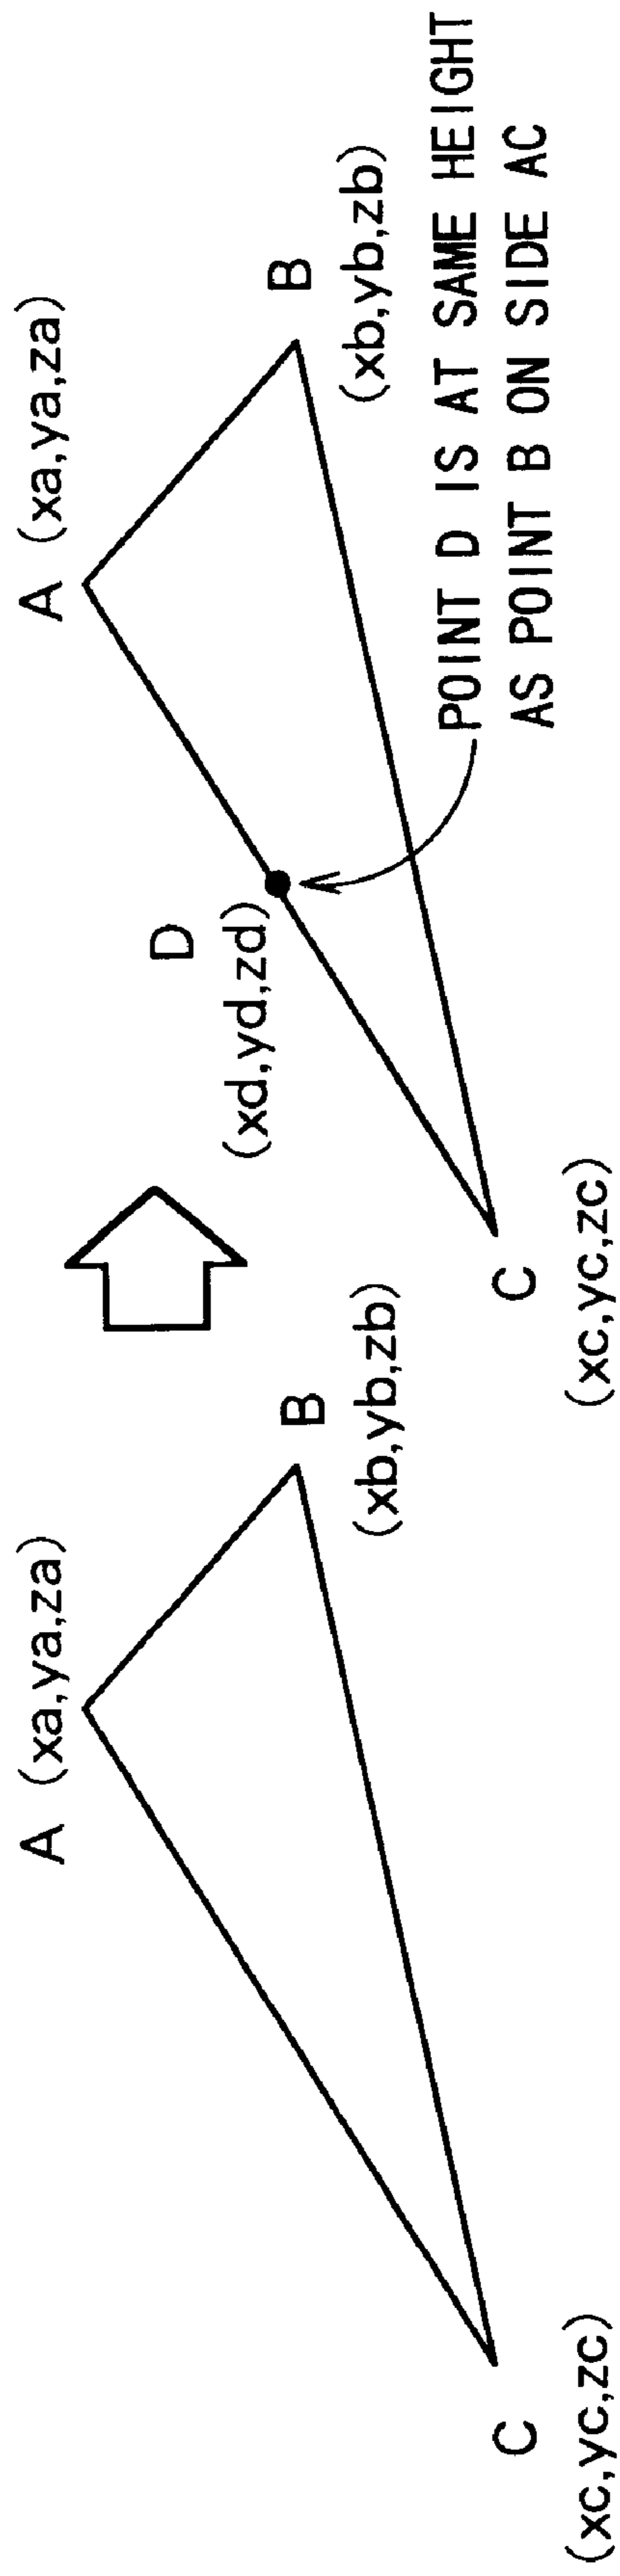 A (xa,ya,za)
B
(xb,yb,zb)
C
(xc,yc,zc)
A (xa,ya,za)
B
(xb,yb,zb)
D
(xd,yd,zd)
C
(xc,yc,zc)
POINT D IS AT SAME HEIGHT
AS POINT B ON SIDE AC